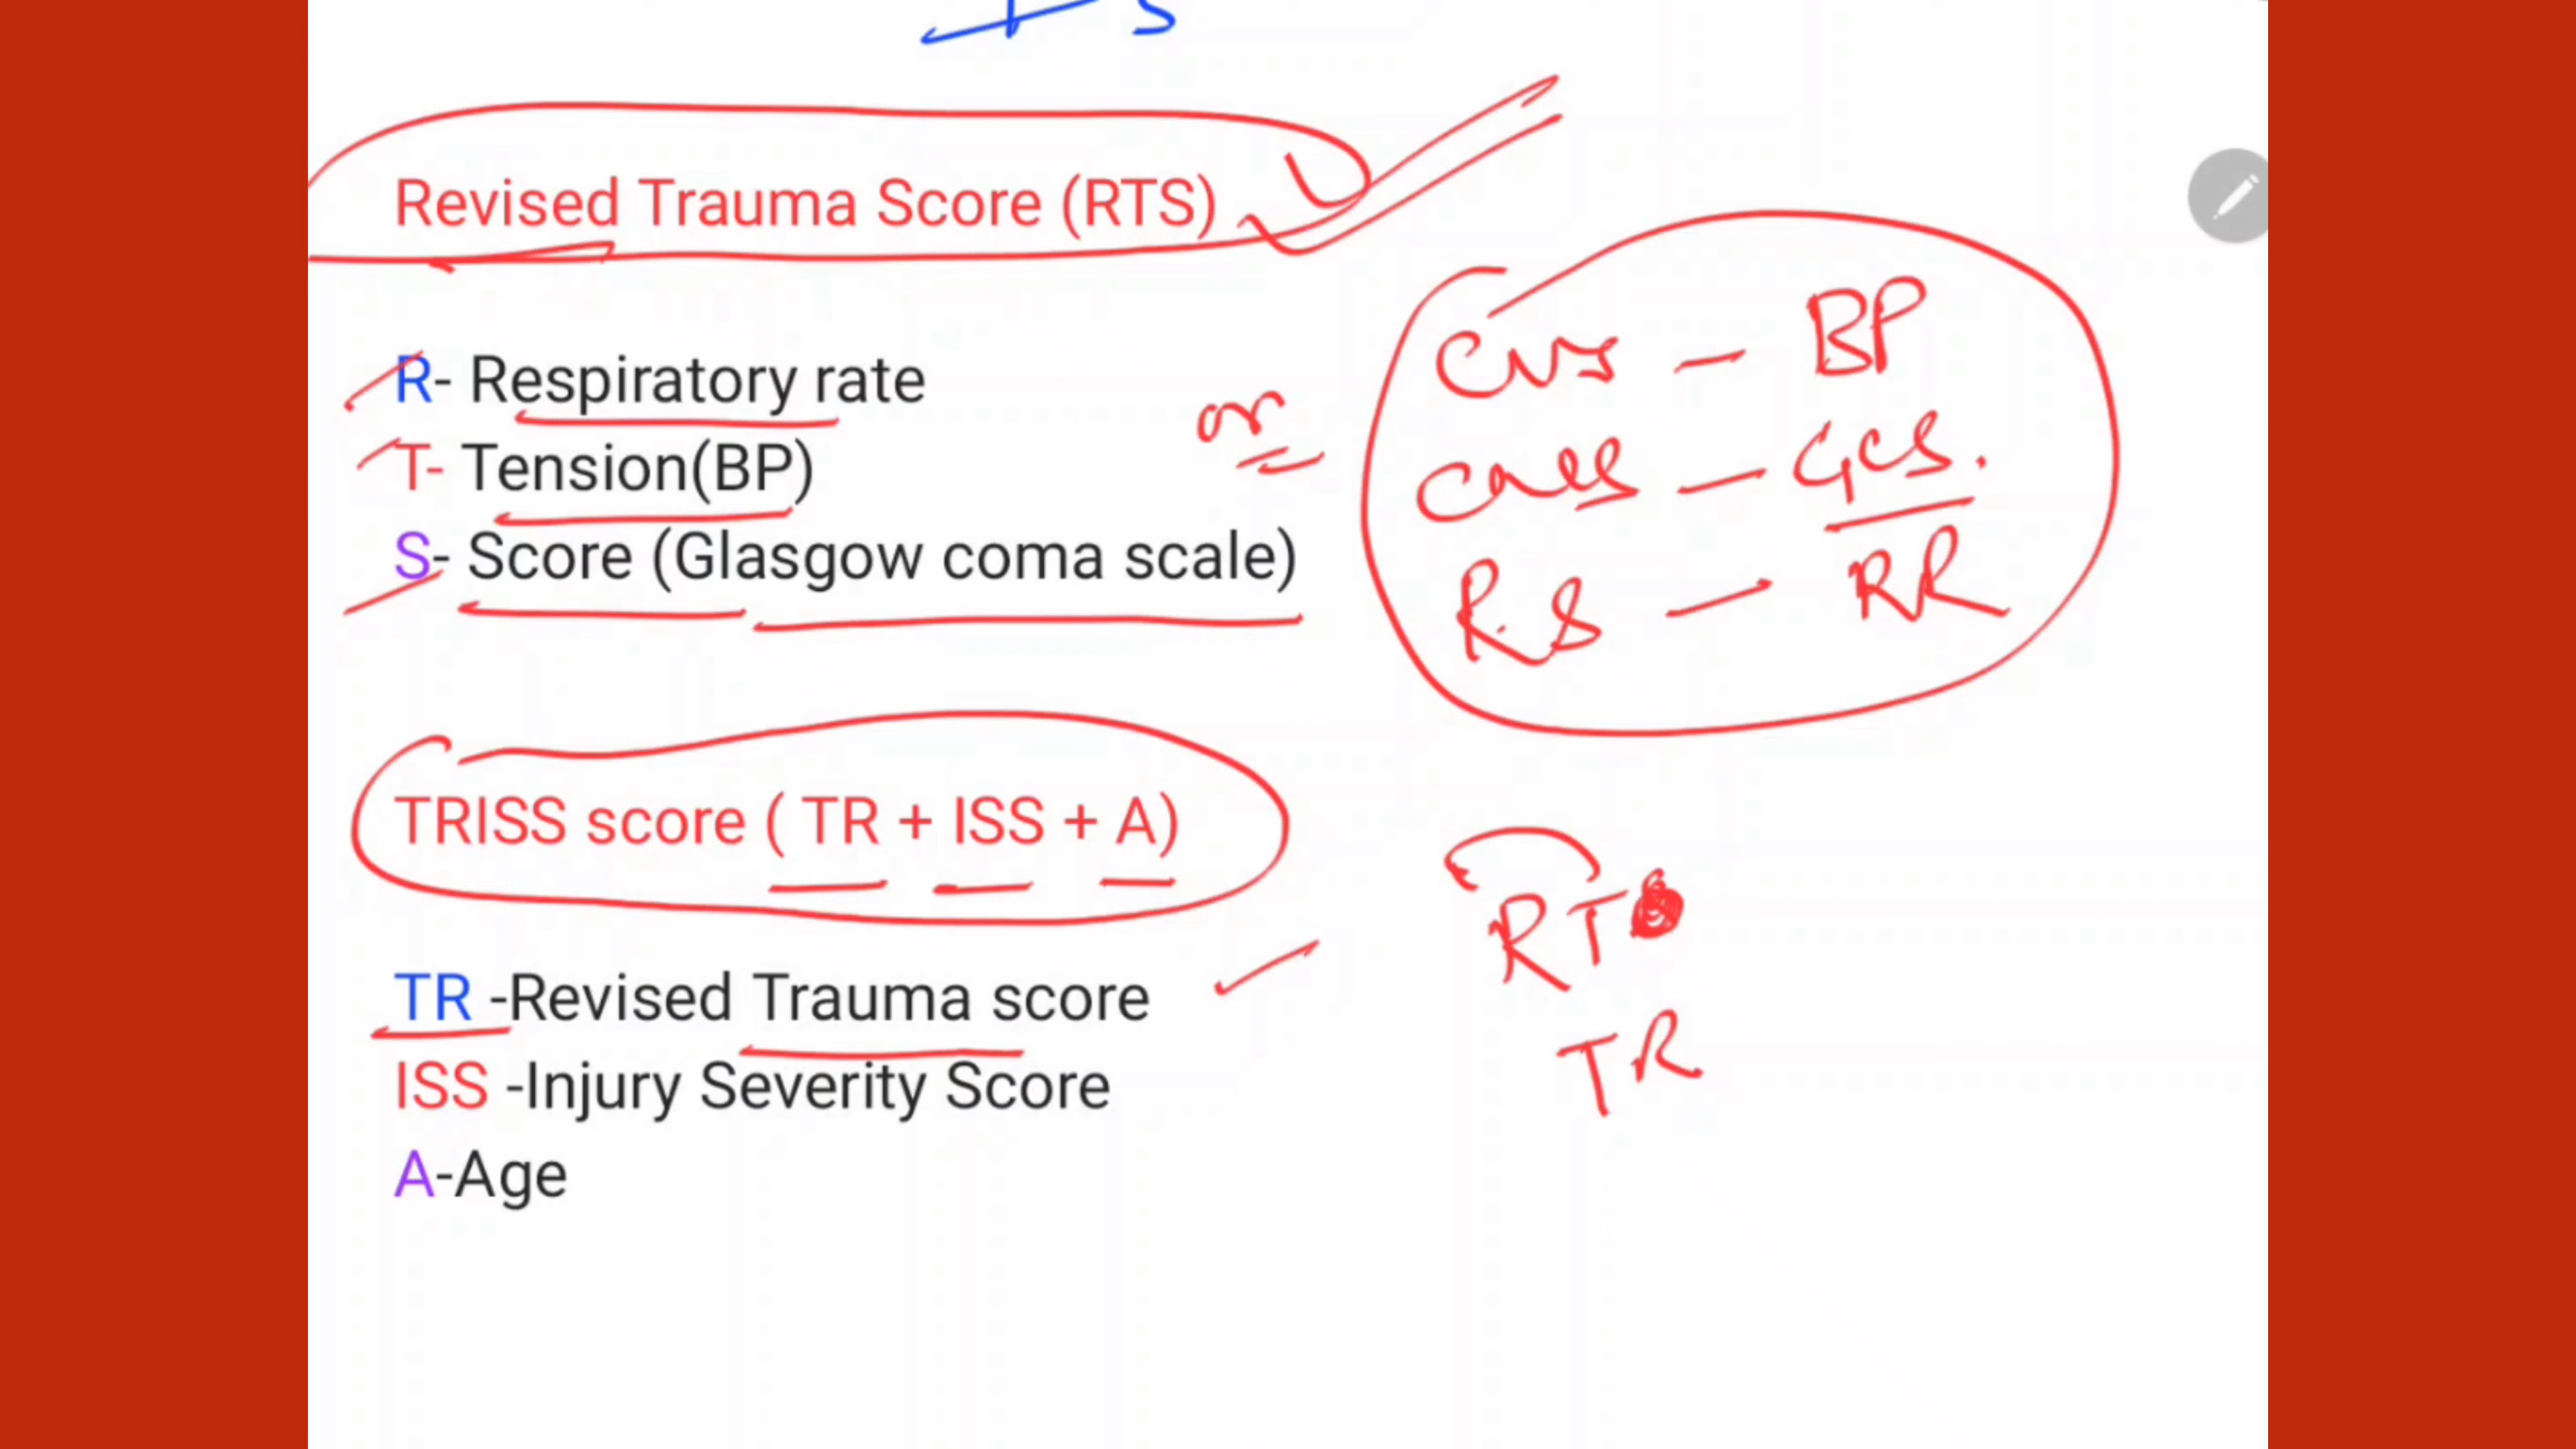 s
Revised Trauma Score (RTS)
R- Respiratory rate
T- Tension(BP)
S- Score (Glasgow coma scale)
or
CVS - BP
CNS - GCS.
R.S - RR
TRISS score ( TR + ISS + A)
TR -Revised Trauma score
ISS -Injury Severity Score
A-Age
RT
TR